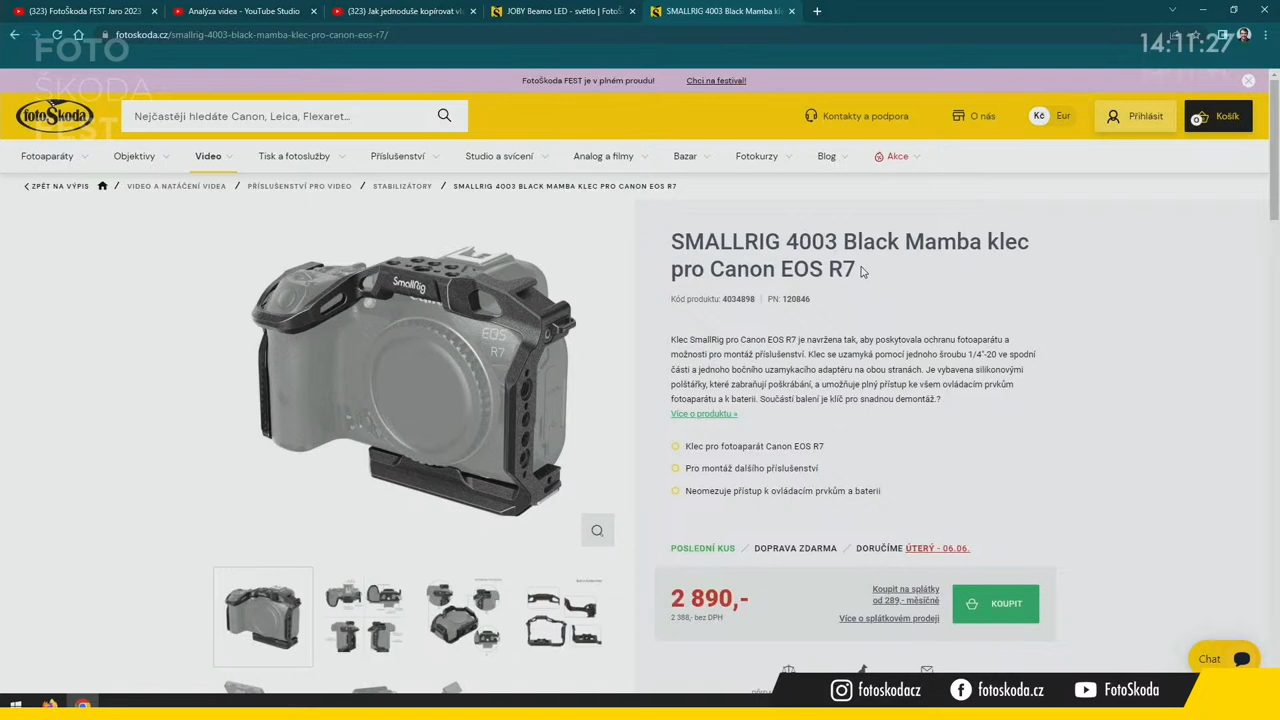 (323) FotoŠkoda FEST Jaro 2023
Analýza videa - YouTube Studio
(323) Jak jednoduše kopírovat vla
JOBY Beamo LED - světlo | FotoŠ
SMALLRIG 4003 Black Mamba kle
fotoskoda.cz/smallrig-4003-black-mamba-klec-pro-canon-eos-r7/
14:11:27
FOTO
ŠKODA
FEST
FotoŠkoda FEST je v plném proudu! Chci na festival!
fotoŠkoda
Nejčastěji hledáte Canon, Leica, Flexaret...
Kontakty a podpora
O nás
Kč Eur
Přihlásit
0 Košík
Fotoaparáty Objektivy Video Tisk a fotoslužby Příslušenství Studio a svícení Analog a filmy Bazar Fotokurzy Blog Akce
ZPĚT NA VÝPIS / VIDEO A NATÁČENÍ VIDEA / PŘÍSLUŠENSTVÍ PRO VIDEO / STABILIZÁTORY / SMALLRIG 4003 BLACK MAMBA KLEC PRO CANON EOS R7
SmallRig
EOS
R7
SMALLRIG 4003 Black Mamba klec
pro Canon EOS R7
Kód produktu: 4034898 | PN: 120846
Klec SmallRig pro Canon EOS R7 je navržena tak, aby poskytovala ochranu fotoaparátu a
možnosti pro montáž příslušenství. Klec se uzamyká pomocí jednoho šroubu 1/4"-20 ve spodní
části a jednoho bočního uzamykacího adaptéru na obou stranách. Je vybavena silikonovými
polštářky, které zabraňují poškrábání, a umožňuje plný přístup ke všem ovládacím prvkům
fotoaparátu a k baterii. Součástí balení je klíč pro snadnou demontáž.?
Více o produktu »
Klec pro fotoaparát Canon EOS R7
Pro montáž dalšího příslušenství
Neomezuje přístup k ovládacím prvkům a baterii
POSLEDNÍ KUS / DOPRAVA ZDARMA / DORUČÍME ÚTERÝ - 06.06.
2 890,-
2 388,- bez DPH
Koupit na splátky
od 289,- měsíčně
Více o splátkovém prodeji
KOUPIT
Chat
fotoskodacz
fotoskoda.cz
FotoSkoda